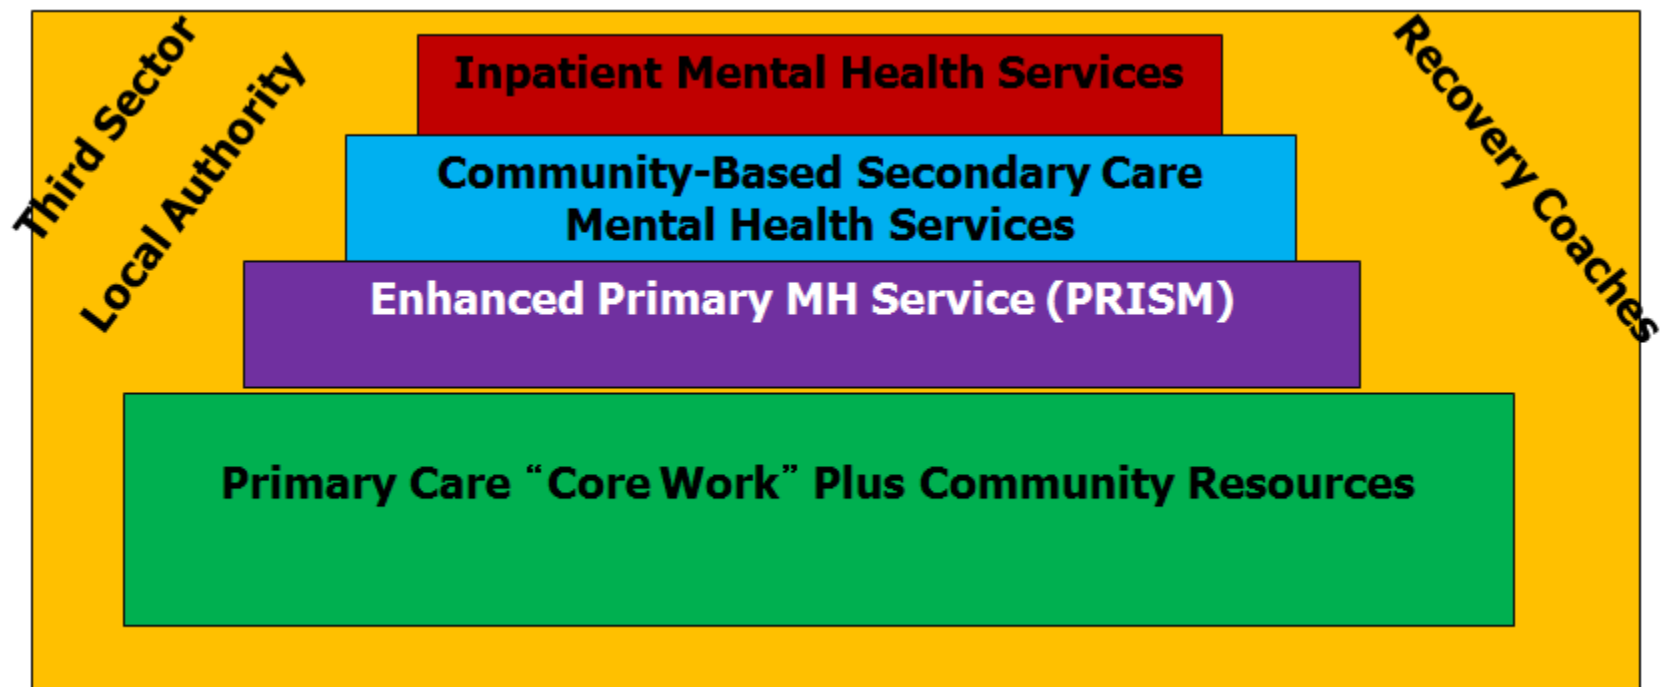 Third Sector
Local Authority
Inpatient Mental Health Services
Community-Based Secondary Care
Mental Health Services
Enhanced Primary MH Service (PRISM)
Primary Care “Core Work” Plus Community Resources
Recovery Coaches